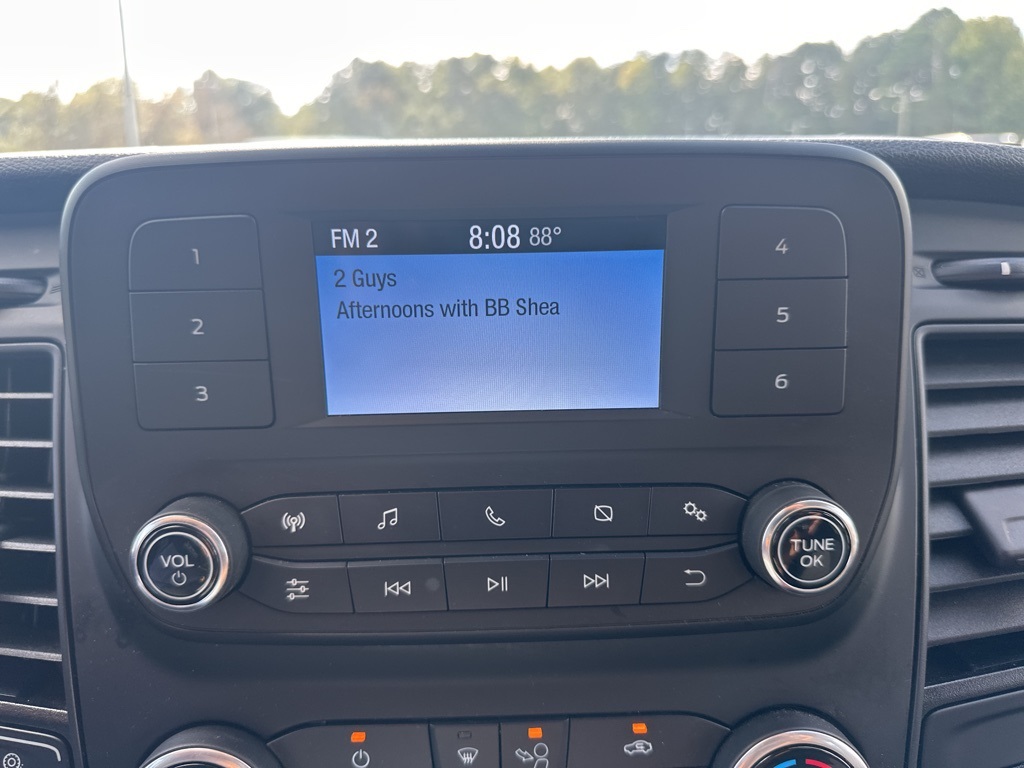 FM 2 8:08 88°
2 Guys
Afternoons with BB Shea
1
2
3
4
5
6
VOL
TUNE
OK